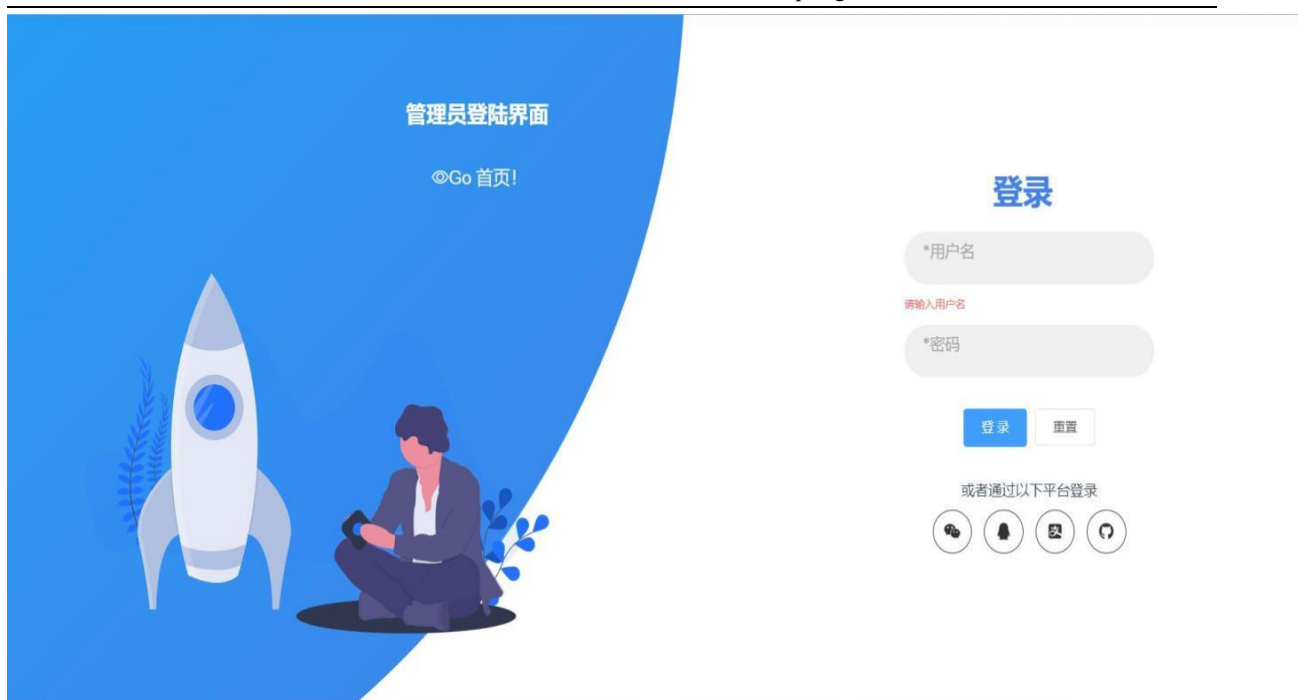 管理员登陆界面
Go 首页!
登录
*用户名
请输入用户名
*密码
登录 重置
或者通过以下平台登录
支